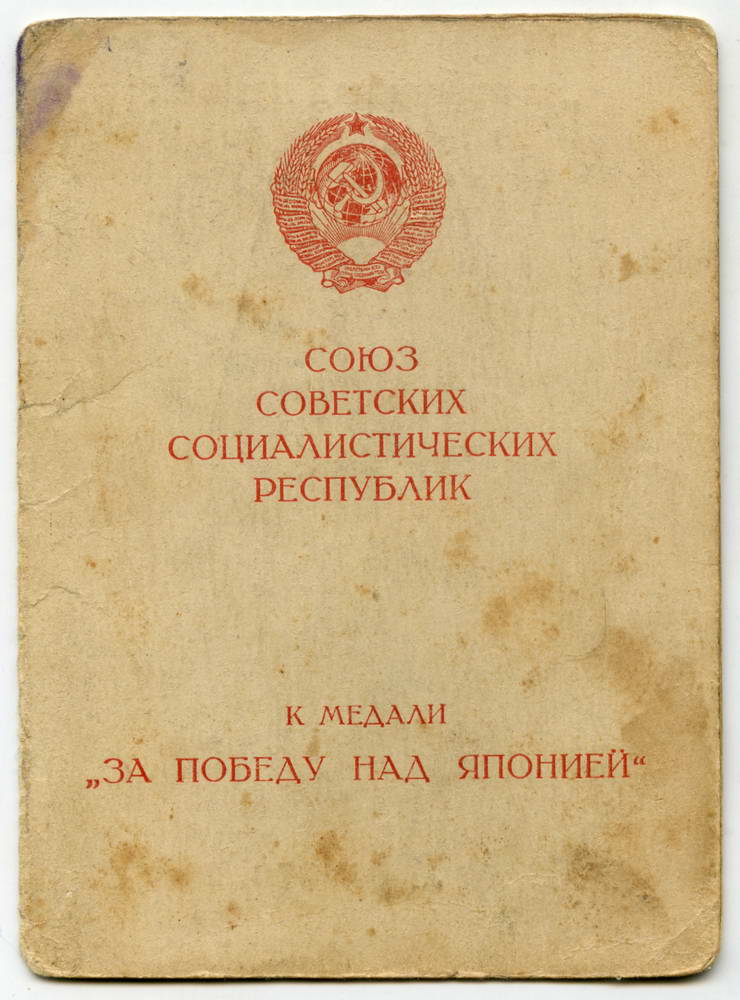 СОЮЗ
СОВЕТСКИХ
СОЦИАЛИСТИЧЕСКИХ
РЕСПУБЛИК
К МЕДАЛИ
„ЗА ПОБЕДУ НАД ЯПОНИЕЙ“